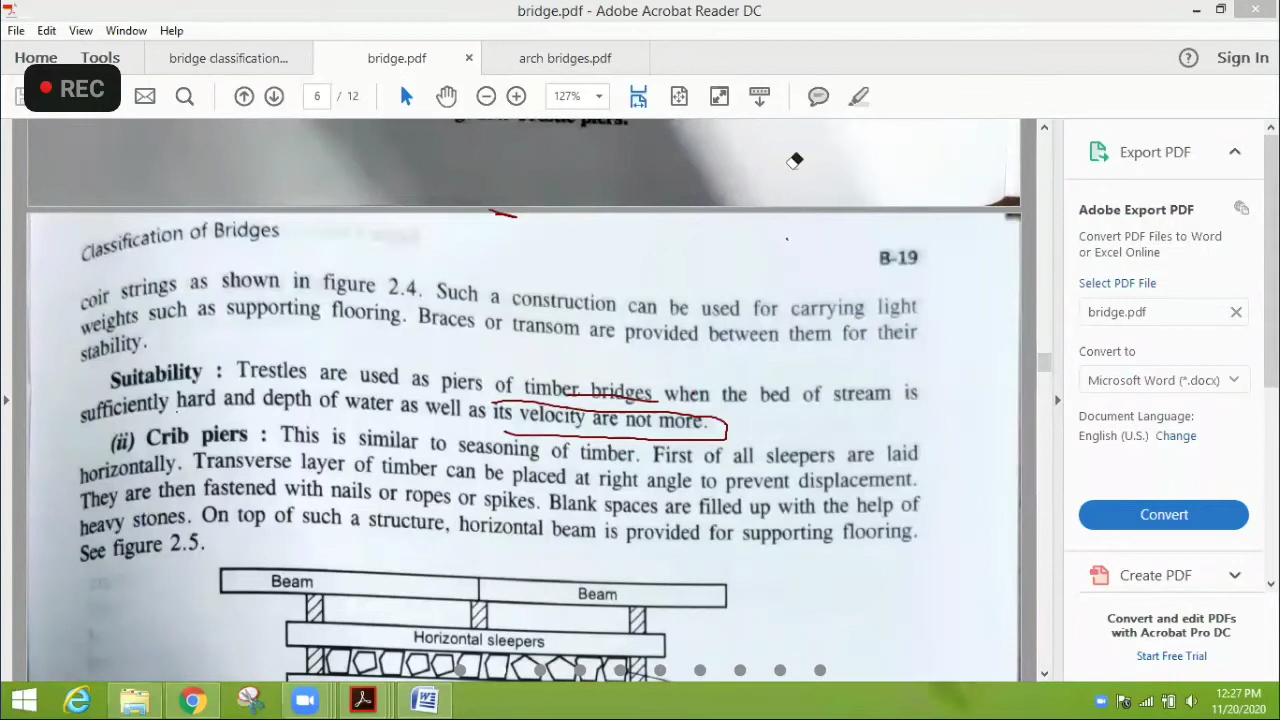 bridge.pdf - Adobe Acrobat Reader DC
File Edit View Window Help
Home Tools bridge classification... bridge.pdf × arch bridges.pdf ? Sign In
REC 6 / 12 127%
piers.
Export PDF
Adobe Export PDF
Convert PDF Files to Word
or Excel Online
Select PDF File
bridge.pdf
Convert to
Microsoft Word (*.docx)
Document Language:
English (U.S.) Change
Convert
Create PDF
Convert and edit PDFs
with Acrobat Pro DC
Start Free Trial
Classification of Bridges B-19
coir strings as shown in figure 2.4. Such a construction can be used for carrying light
weights such as supporting flooring. Braces or transom are provided between them for their
stability.
Suitability : Trestles are used as piers of timber bridges when the bed of stream is
sufficiently hard and depth of water as well as its velocity are not more.
(ii) Crib piers : This is similar to seasoning of timber. First of all sleepers are laid
horizontally. Transverse layer of timber can be placed at right angle to prevent displacement.
They are then fastened with nails or ropes or spikes. Blank spaces are filled up with the help of
heavy stones. On top of such a structure, horizontal beam is provided for supporting flooring.
See figure 2.5.
Beam Beam
Horizontal sleepers
12:27 PM
11/20/2020